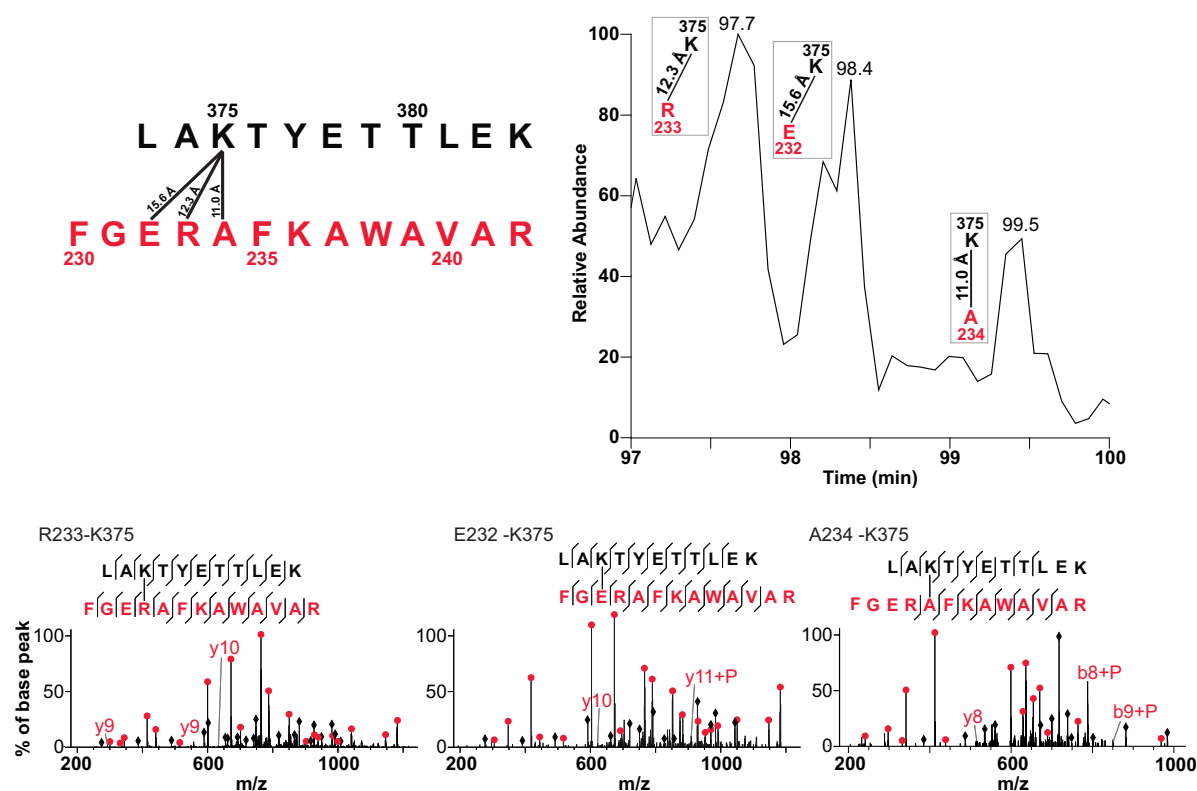 375 380
L A K T Y E T T L E K
15.6 Å 12.3 Å 11.0 Å
F G E R A F K A W A V A R
230 235 240
Relative Abundance
100
80
60
40
20
0
97 98 99 100
Time (min)
97.7
98.4
99.5
375
K
12.3 Å
R
233
375
K
15.6 Å
E
232
375
K
11.0 Å
A
234
R233-K375
L A K T Y E T T L E K
F G E R A F K A W A V A R
% of base peak
100
50
0
y9 y9 y10
200 600 1000
m/z
E232 -K375
L A K T Y E T T L E K
F G E R A F K A W A V A R
100
50
0
y10 y11+P
200 600 1000
m/z
A234 -K375
L A K T Y E T T L E K
F G E R A F K A W A V A R
100
50
0
y8 b8+P b9+P
200 600 1000
m/z